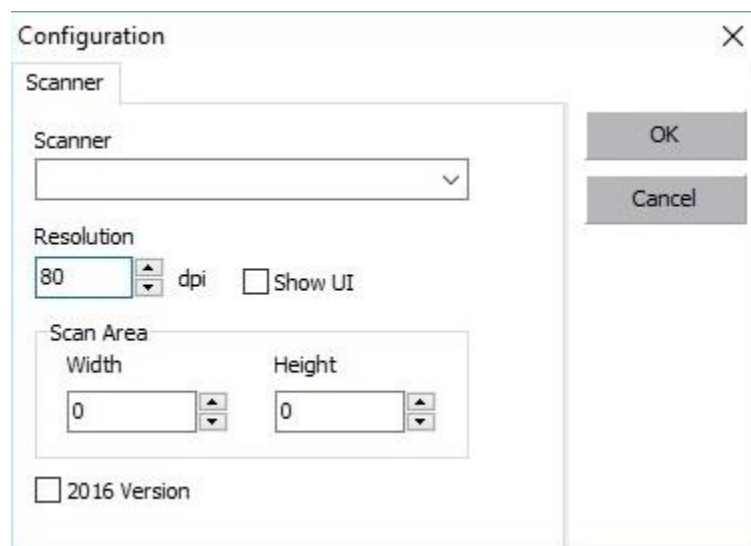 Configuration
Scanner
Scanner
OK
Cancel
Resolution
80 dpi Show UI
Scan Area
Width Height
0 0
2016 Version